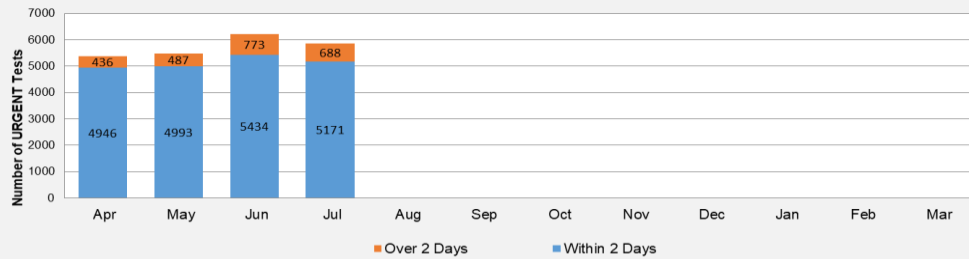 Number of URGENT Tests
7000
6000
5000
4000
3000
2000
1000
0
436 487 773 688
4946 4993 5434 5171
Apr May Jun Jul Aug Sep Oct Nov Dec Jan Feb Mar
Over 2 Days Within 2 Days